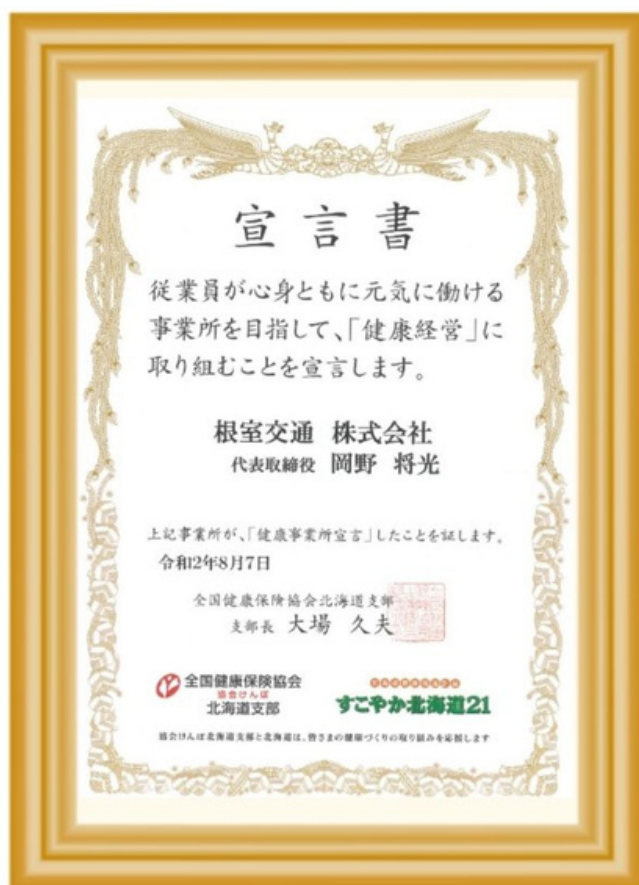 宣言書
従業員が心身ともに元気に働ける
事業所を目指して、「健康経営」に
取り組むことを宣言します。
根室交通 株式会社
代表取締役 岡野 将光
上記事業所が、「健康事業所宣言」したことを証します。
令和2年8月7日
全国健康保険協会北海道支部
支部長 大場 久夫
全国健康保険協会
協会けんぽ
北海道支部
すこやか北海道21
協会けんぽ北海道支部と北海道は、皆さまの健康づくりの取り組みを応援します